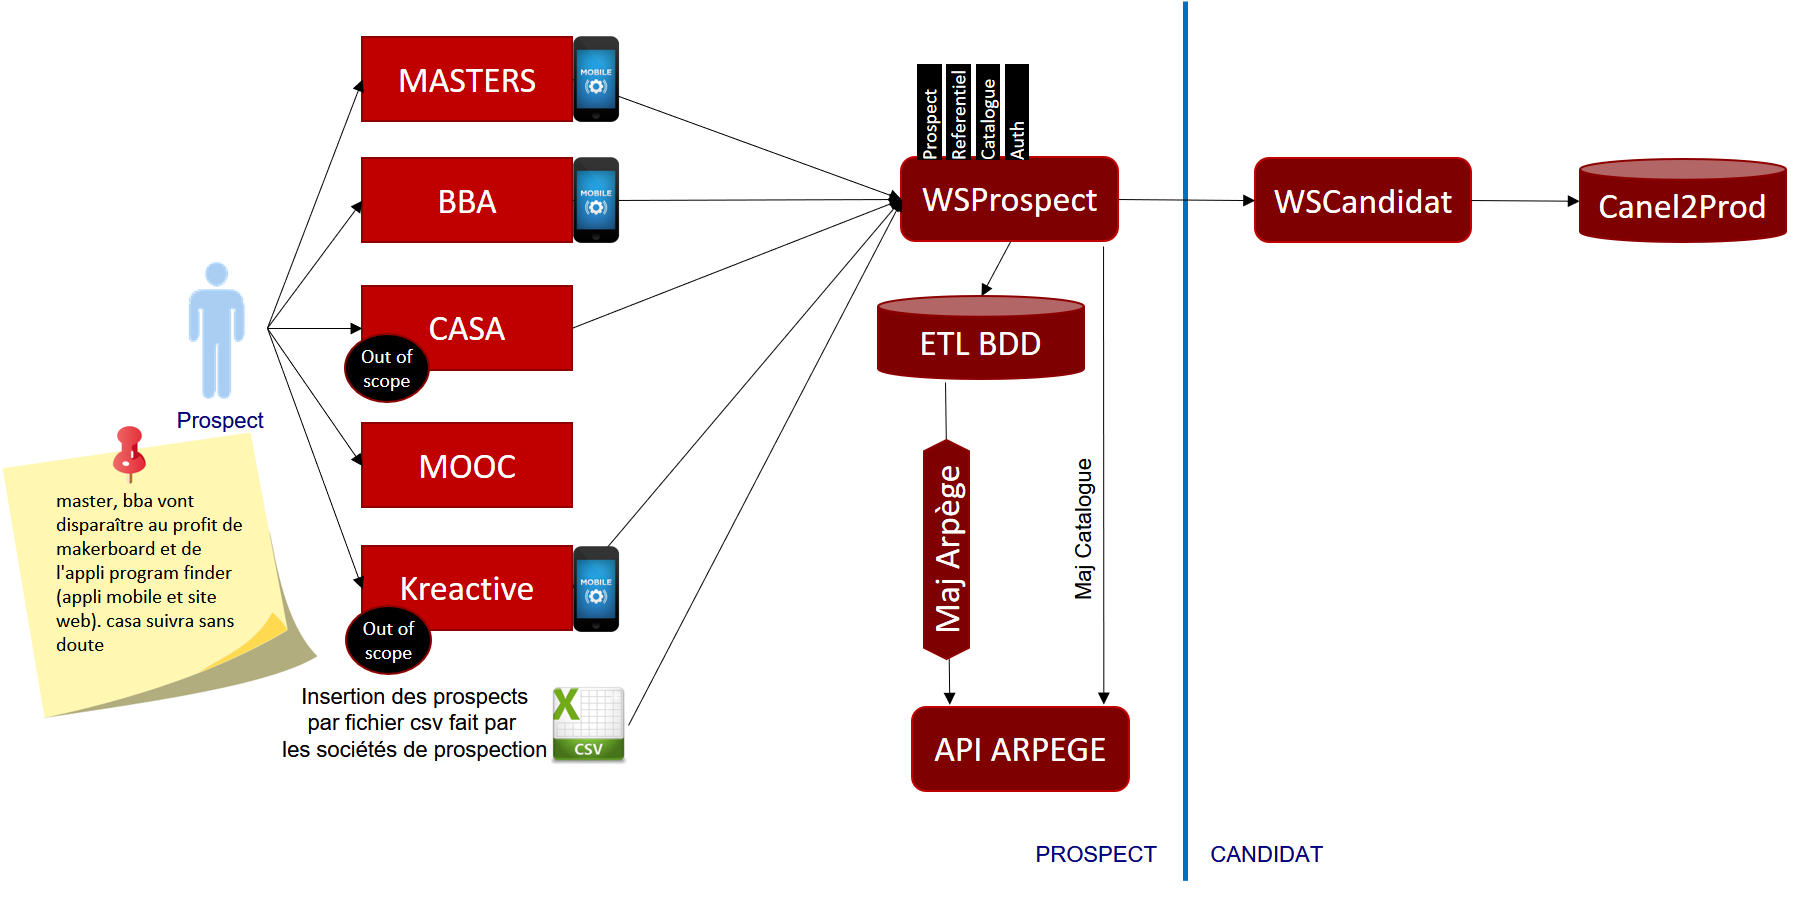 MASTERS
MOBILE
BBA
MOBILE
CASA
Out of
scope
MOOC
Kreactive
MOBILE
Out of
scope
Prospect
master, bba vont
disparaître au profit de
makerboard et de
l'appli program finder
(appli mobile et site
web). casa suivra sans
doute
Insertion des prospects
par fichier csv fait par
les sociétés de prospection
X
CSV
Prospect
Referentiel
Catalogue
Auth
WSProspect
ETL BDD
Maj Arpège
Maj Catalogue
API ARPEGE
WSCandidat
Canel2Prod
PROSPECT
CANDIDAT